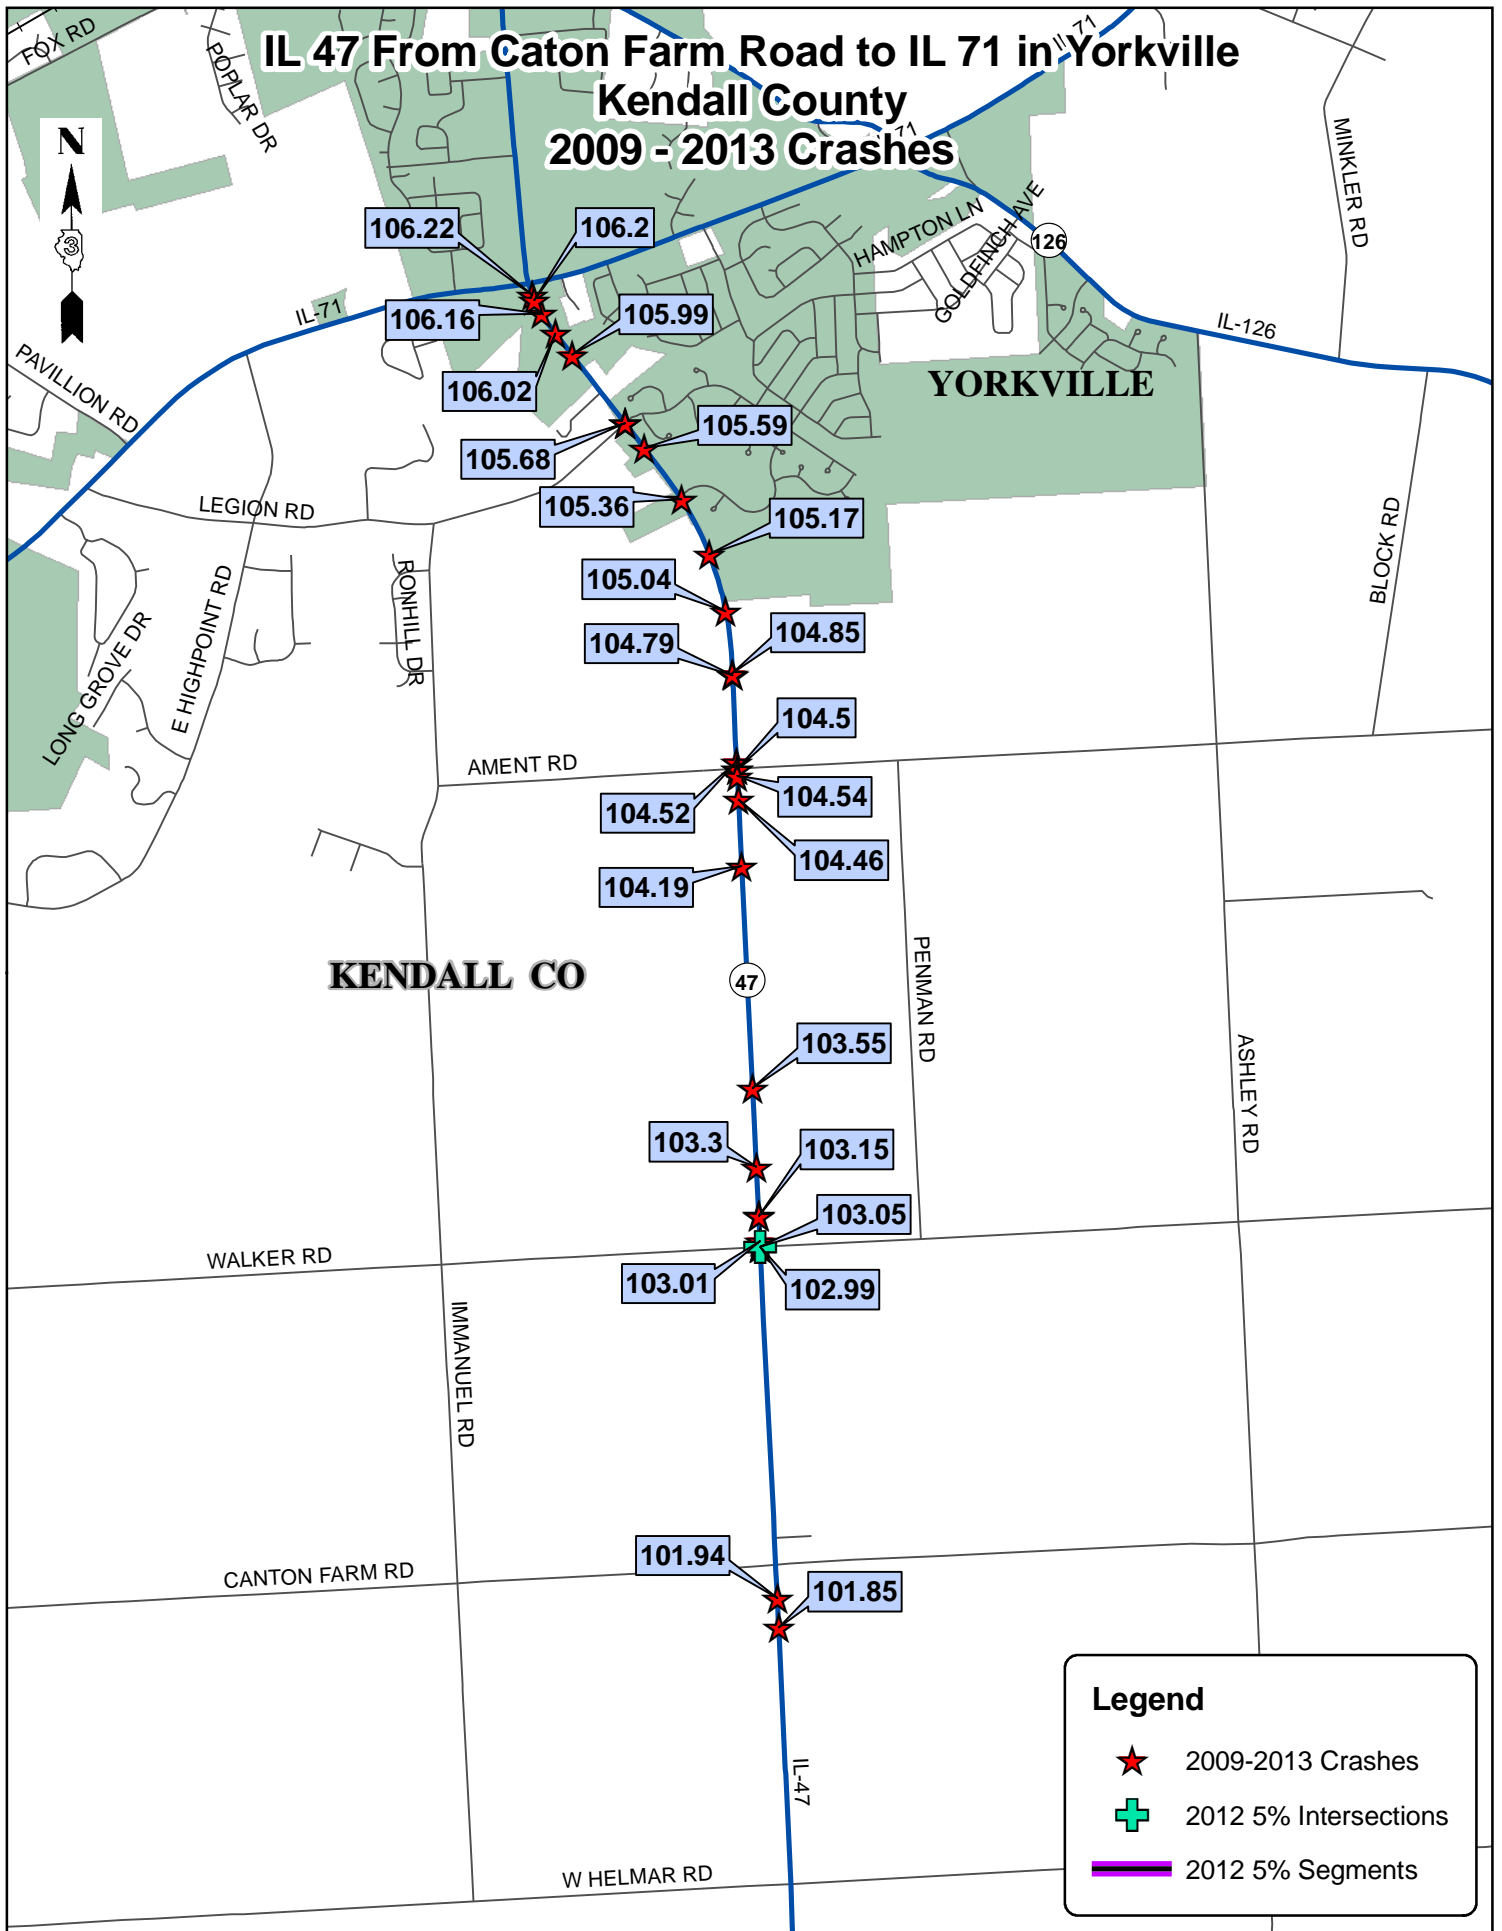 IL 47 From Caton Farm Road to IL 71 in Yorkville
Kendall County
2009 - 2013 Crashes
FOX RD
POPLAR DR
IL-71
71
N
3
MINKLER RD
HAMPTON LN
GOLDFINCH AVE
126
106.22
106.2
IL-71
106.16
105.99
IL-126
PAVILLION RD
106.02
YORKVILLE
105.59
105.68
LEGION RD
105.36
105.17
BLOCK RD
E HIGHPOINT RD
RONHILL DR
105.04
LONG GROVE DR
104.79
104.85
104.5
AMENT RD
104.52
104.54
104.46
104.19
KENDALL CO
47
PENMAN RD
103.55
ASHLEY RD
103.3
103.15
103.05
WALKER RD
103.01
102.99
IMMANUEL RD
101.94
CANTON FARM RD
101.85
IL-47
W HELMAR RD
Legend
2009-2013 Crashes
2012 5% Intersections
2012 5% Segments